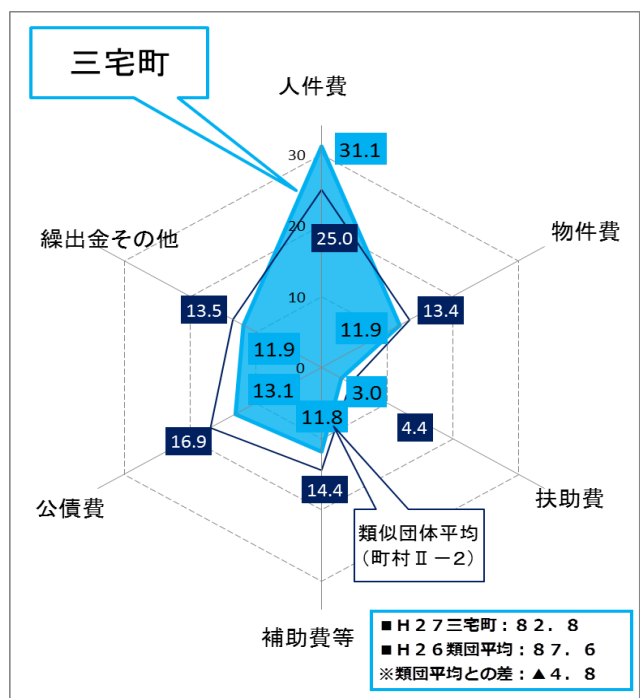 三宅町
人件費
30
31.1
20
25.0
繰出金その他
物件費
13.5
10
13.4
11.9
11.9
0
13.1
3.0
11.8
4.4
16.9
14.4
公債費
扶助費
類似団体平均
(町村Ⅱ－2)
補助費等
■Ｈ２７三宅町：８２．８
■Ｈ２６類団平均：８７．６
※類団平均との差：▲４．８